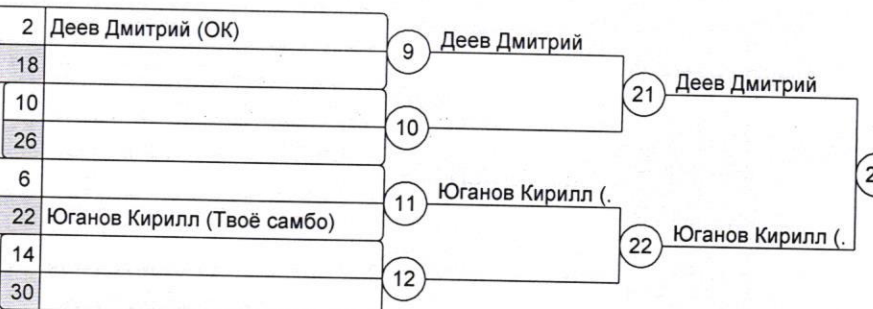 2 Деев Дмитрий (ОК)
18
10
26
6
22 Юганов Кирилл (Твоё самбо)
14
30
9 Деев Дмитрий
10
11 Юганов Кирилл (.
12
21 Деев Дмитрий
22 Юганов Кирилл (.